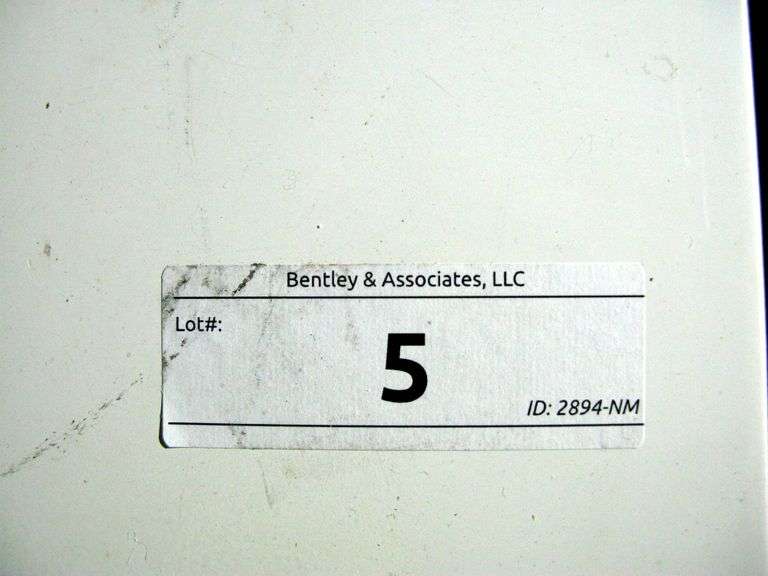 Bentley & Associates, LLC
Lot#:
5
ID: 2894-NM